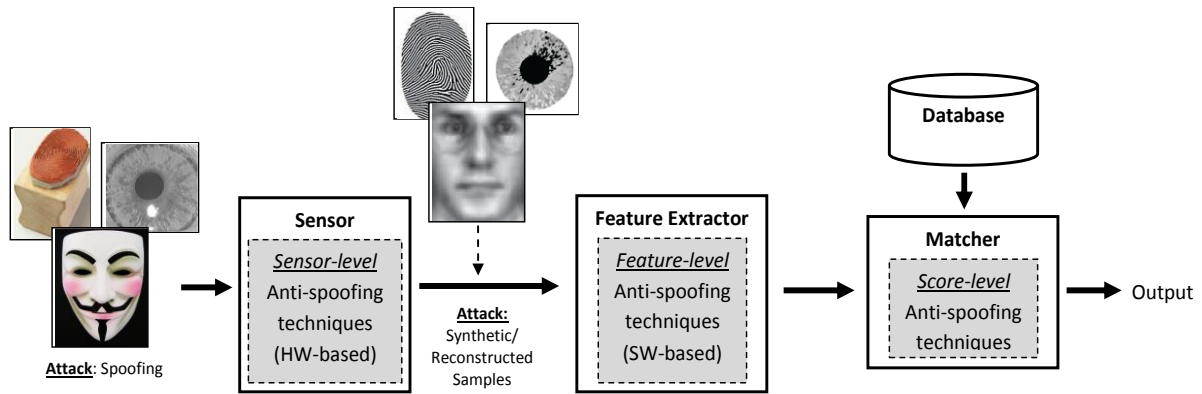 Attack: Spoofing
Sensor
Sensor-level
Anti-spoofing
techniques
(HW-based)
Attack:
Synthetic/
Reconstructed
Samples
Feature Extractor
Feature-level
Anti-spoofing
techniques
(SW-based)
Database
Matcher
Score-level
Anti-spoofing
techniques
Output